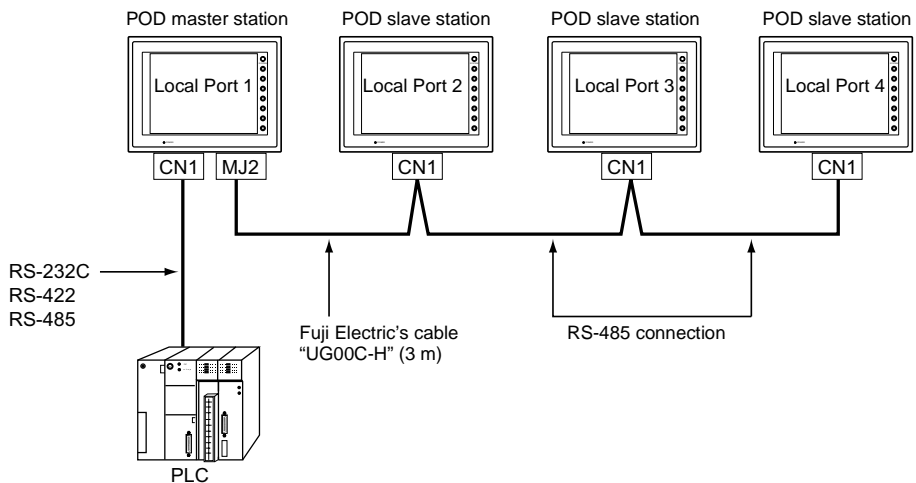 POD master station
POD slave station
POD slave station
POD slave station
Local Port 1
Local Port 2
Local Port 3
Local Port 4
CN1
MJ2
CN1
CN1
CN1
RS-232C
RS-422
RS-485
Fuji Electric's cable
“UG00C-H” (3 m)
RS-485 connection
PLC